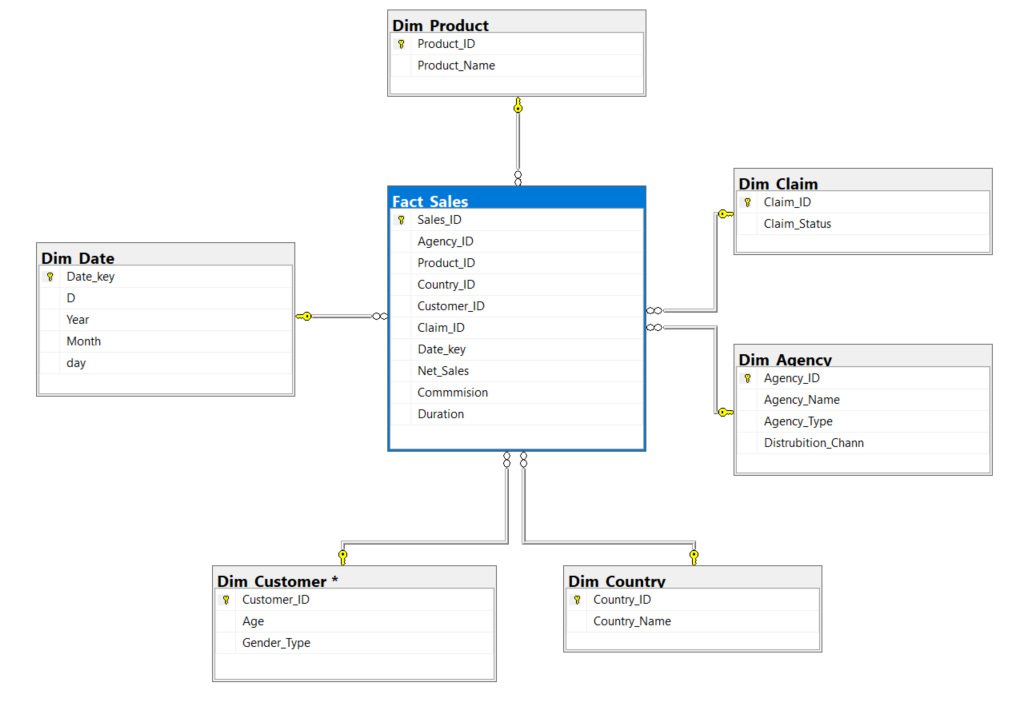 Dim_Product
Product_ID
Product_Name
Dim_Claim
Claim_ID
Claim_Status
Fact_Sales
Sales_ID
Agency_ID
Product_ID
Country_ID
Customer_ID
Claim_ID
Date_key
Net_Sales
Commmision
Duration
Dim_Date
Date_key
D
Year
Month
day
Dim_Agency
Agency_ID
Agency_Name
Agency_Type
Distrubition_Chann
Dim_Customer *
Customer_ID
Age
Gender_Type
Dim_Country
Country_ID
Country_Name